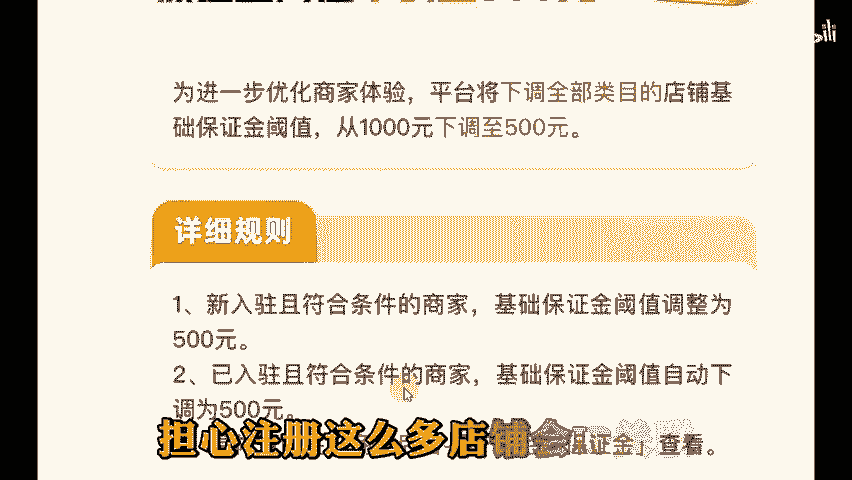 为进一步优化商家体验，平台将下调全部类目的店铺基
础保证金阈值，从1000元下调至500元。
详细规则
1、新入驻且符合条件的商家，基础保证金阈值调整为
500元。
2、已入驻且符合条件的商家，基础保证金阈值自动下
调为500元。
保证金」查看。
担心注册这么多店铺会